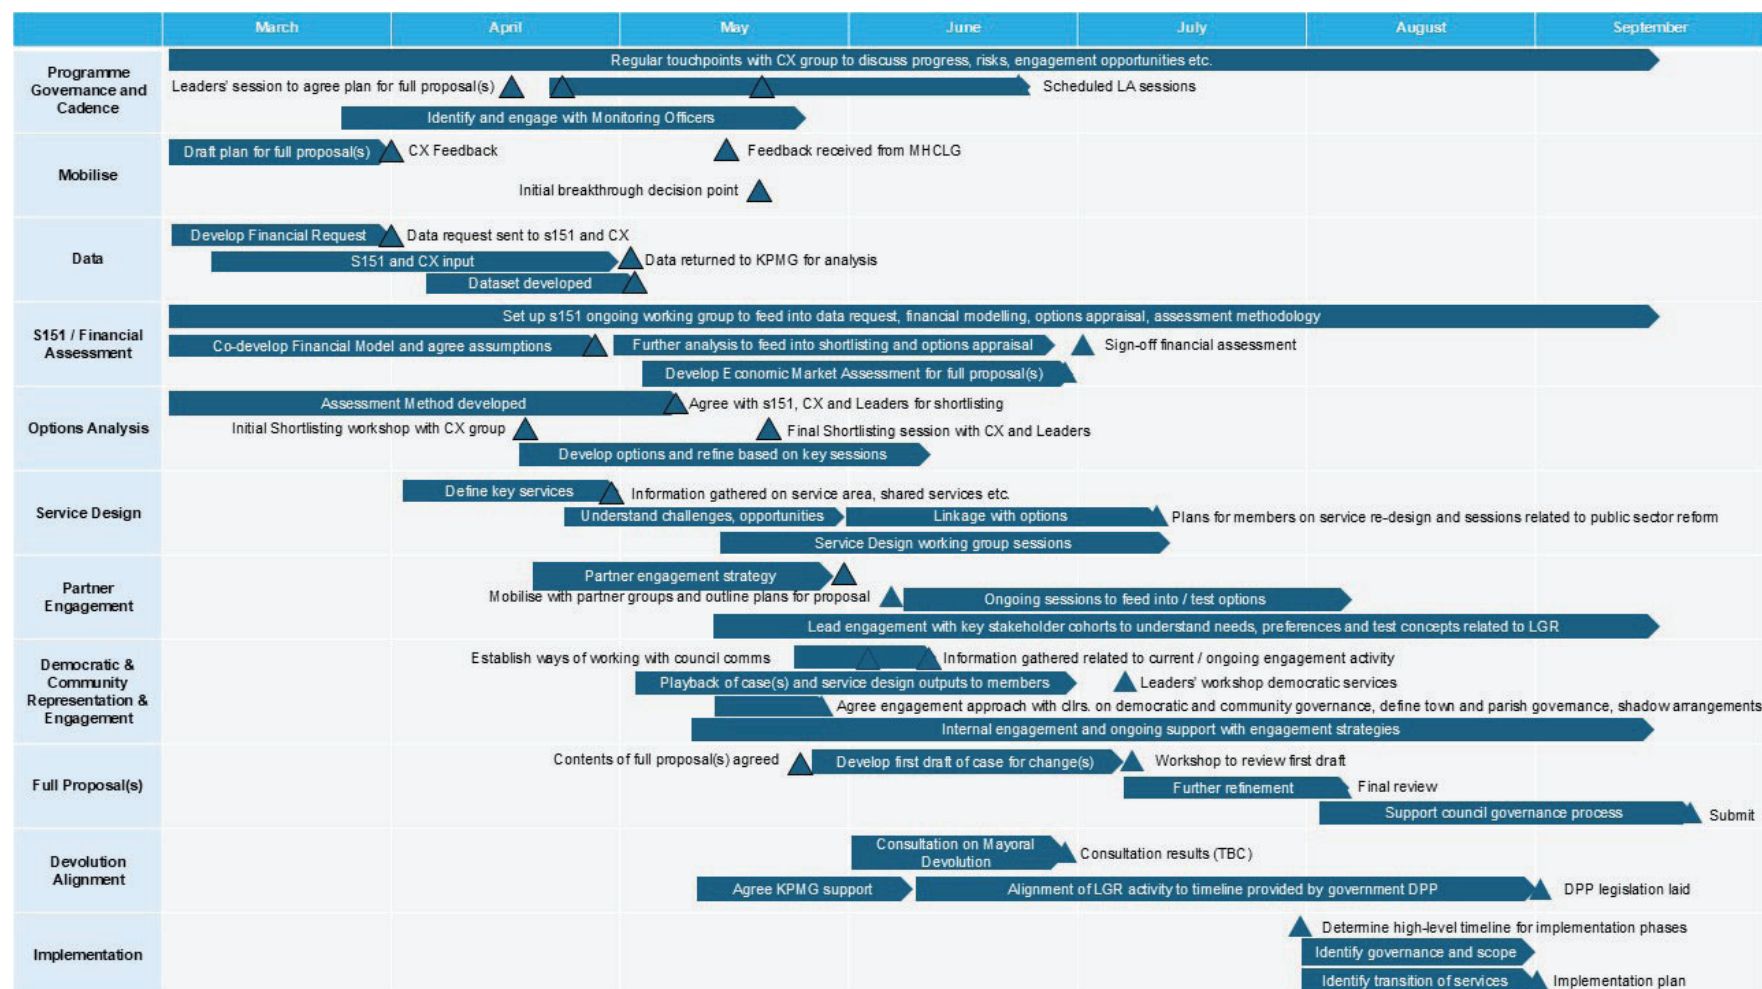 March April May June July August September
Programme
Governance and
Cadence
Regular touchpoints with CX group to discuss progress, risks, engagement opportunities etc.
Leaders' session to agree plan for full proposal(s)
Scheduled LA sessions
Identify and engage with Monitoring Officers
Mobilise
Draft plan for full proposal(s)
CX Feedback
Feedback received from MHCLG
Initial breakthrough decision point
Data
Develop Financial Request
Data request sent to s151 and CX
S151 and CX input
Data returned to KPMG for analysis
Dataset developed
S151 / Financial
Assessment
Set up s151 ongoing working group to feed into data request, financial modelling, options appraisal, assessment methodology
Co-develop Financial Model and agree assumptions
Further analysis to feed into shortlisting and options appraisal
Sign-off financial assessment
Develop Economic Market Assessment for full proposal(s)
Options Analysis
Assessment Method developed
Agree with s151, CX and Leaders for shortlisting
Initial Shortlisting workshop with CX group
Final Shortlisting session with CX and Leaders
Develop options and refine based on key sessions
Service Design
Define key services
Information gathered on service area, shared services etc.
Understand challenges, opportunities
Linkage with options
Plans for members on service re-design and sessions related to public sector reform
Service Design working group sessions
Partner
Engagement
Partner engagement strategy
Mobilise with partner groups and outline plans for proposal
Ongoing sessions to feed into / test options
Lead engagement with key stakeholder cohorts to understand needs, preferences and test concepts related to LGR
Democratic &
Community
Representation &
Engagement
Establish ways of working with council comms
Information gathered related to current / ongoing engagement activity
Playback of case(s) and service design outputs to members
Leaders' workshop democratic services
Agree engagement approach with cllrs. on democratic and community governance, define town and parish governance, shadow arrangements
Internal engagement and ongoing support with engagement strategies
Full Proposal(s)
Contents of full proposal(s) agreed
Develop first draft of case for change(s)
Workshop to review first draft
Further refinement
Final review
Support council governance process
Submit
Devolution
Alignment
Consultation on Mayoral
Devolution
Consultation results (TBC)
Agree KPMG support
Alignment of LGR activity to timeline provided by government DPP
DPP legislation laid
Implementation
Determine high-level timeline for implementation phases
Identify governance and scope
Identify transition of services
Implementation plan